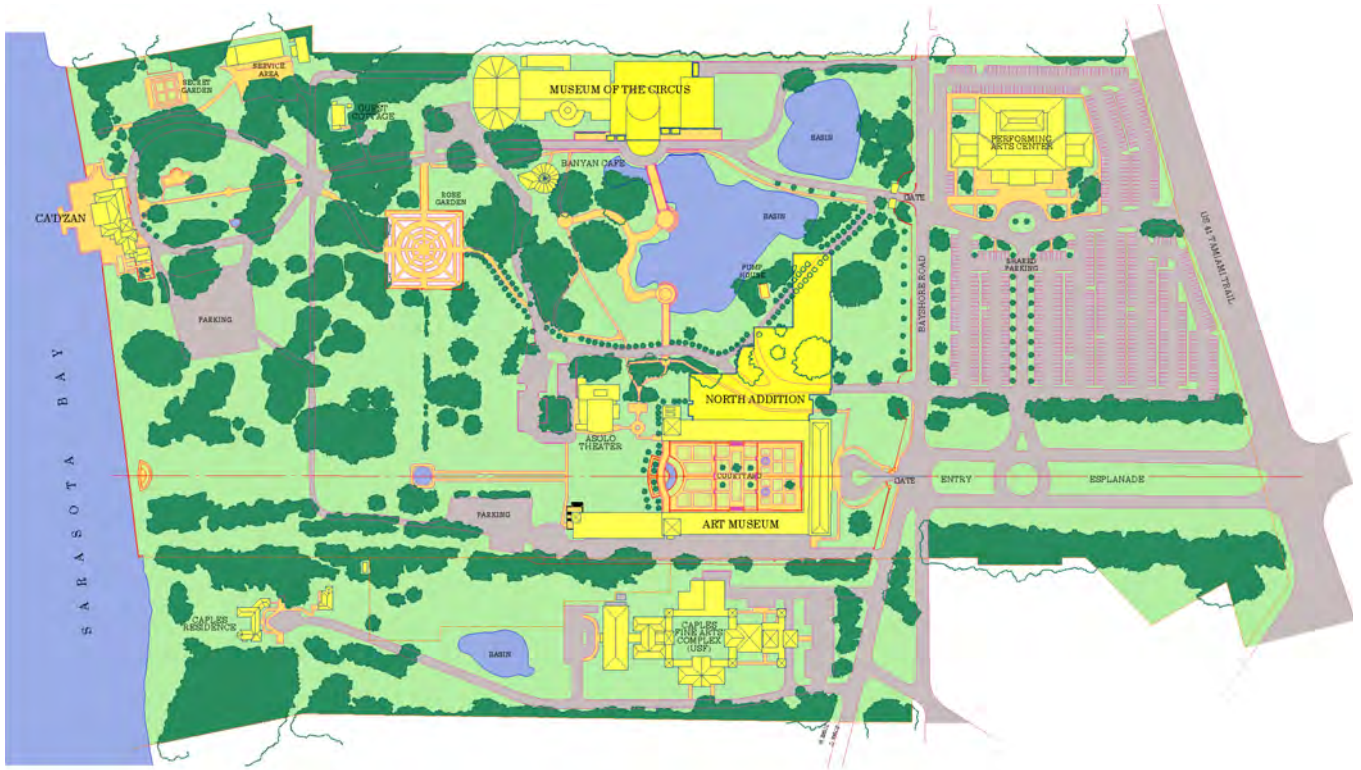 SERVICE
AREA
SECRET
GARDEN
MUSEUM OF THE CIRCUS
GUEST
COTTAGE
BASIN
PERFORMING
ARTS CENTER
BANYAN CAFE
ROSE
GARDEN
GATE
CA'DZAN
BASIN
US 41 TAMIAMI TRAIL
PUMP
HOUSE
SHARED
PARKING
BAYSHORE ROAD
PARKING
SARASOTA BAY
NORTH ADDITION
ASOLO
THEATER
COURTYARD
GATE
ENTRY
ESPLANADE
PARKING
ART MUSEUM
CAPLES
RESIDENCE
CAPLES
FINE ARTS
COMPLEX
(USF)
BASIN